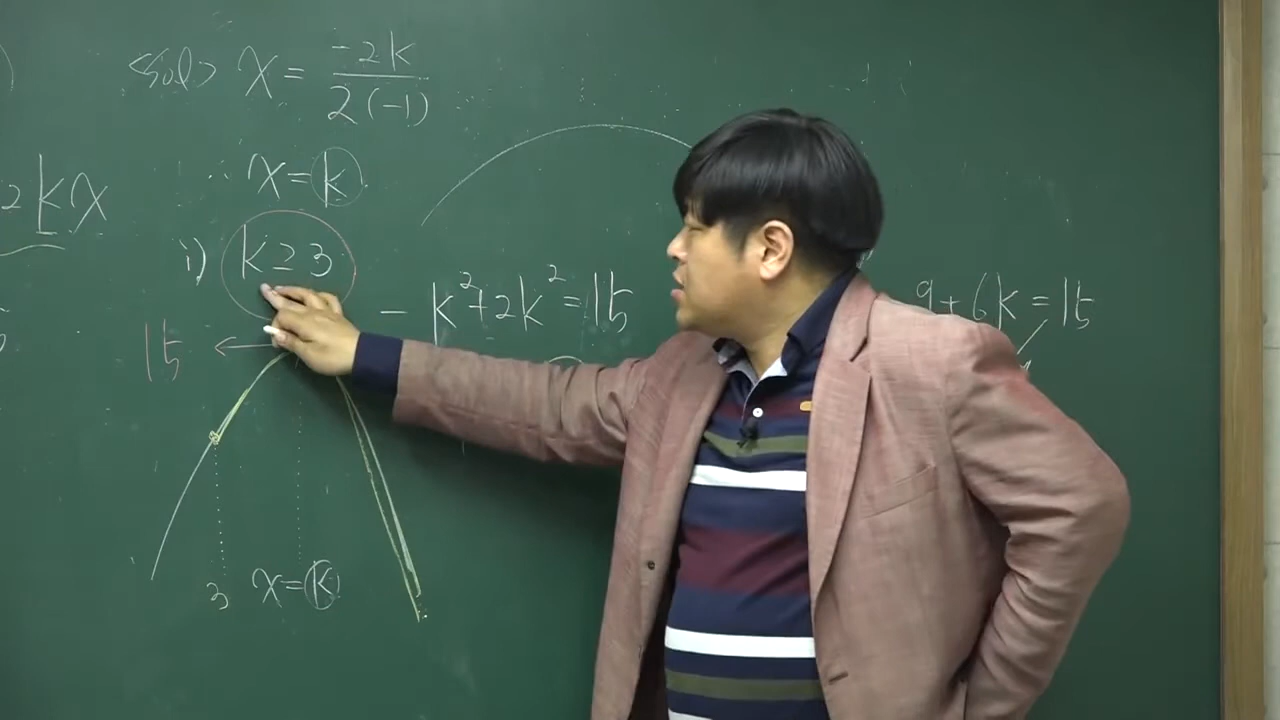 <sol> x = -2k / 2(-1)
∴ x = k
2kx
i) k ≥ 3
- k² + 2k² = 15
9 + 6k = 15
15 ←
3 x = k